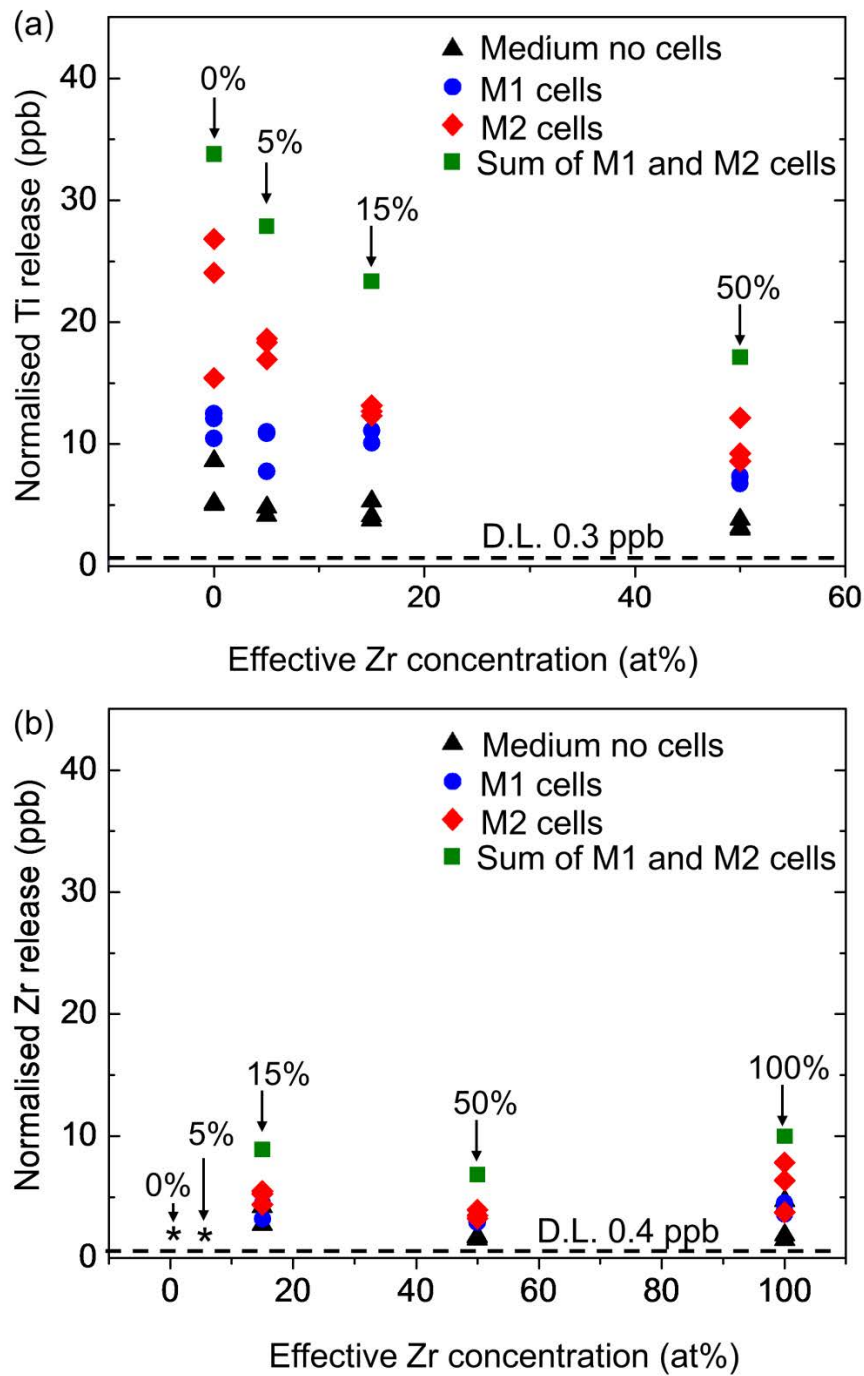 (a)
Medium no cells
M1 cells
M2 cells
Sum of M1 and M2 cells
0%
5%
15%
50%
D.L. 0.3 ppb
Normalised Ti release (ppb)
40
30
20
10
0
0 20 40 60
Effective Zr concentration (at%)
(b)
Medium no cells
M1 cells
M2 cells
Sum of M1 and M2 cells
0%
5%
15%
50%
100%
* *
D.L. 0.4 ppb
Normalised Zr release (ppb)
40
30
20
10
0
0 20 40 60 80 100
Effective Zr concentration (at%)